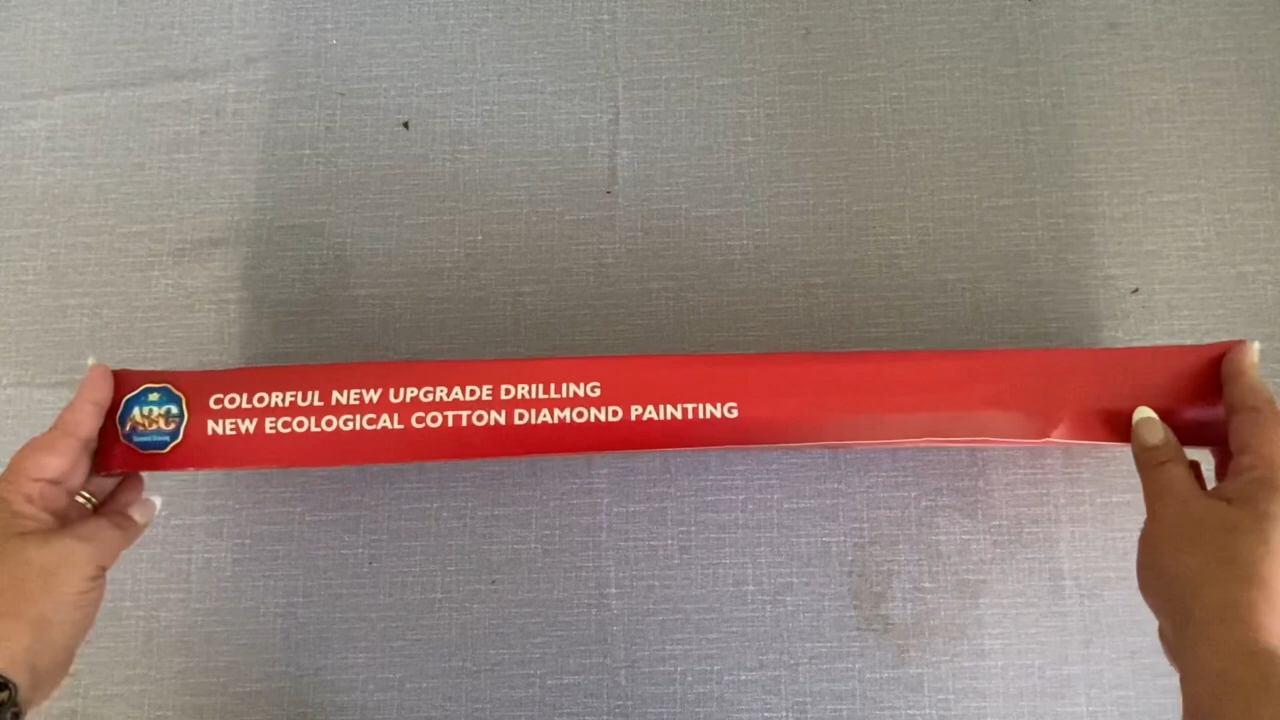 ABC
COLORFUL NEW UPGRADE DRILLING
NEW ECOLOGICAL COTTON DIAMOND PAINTING